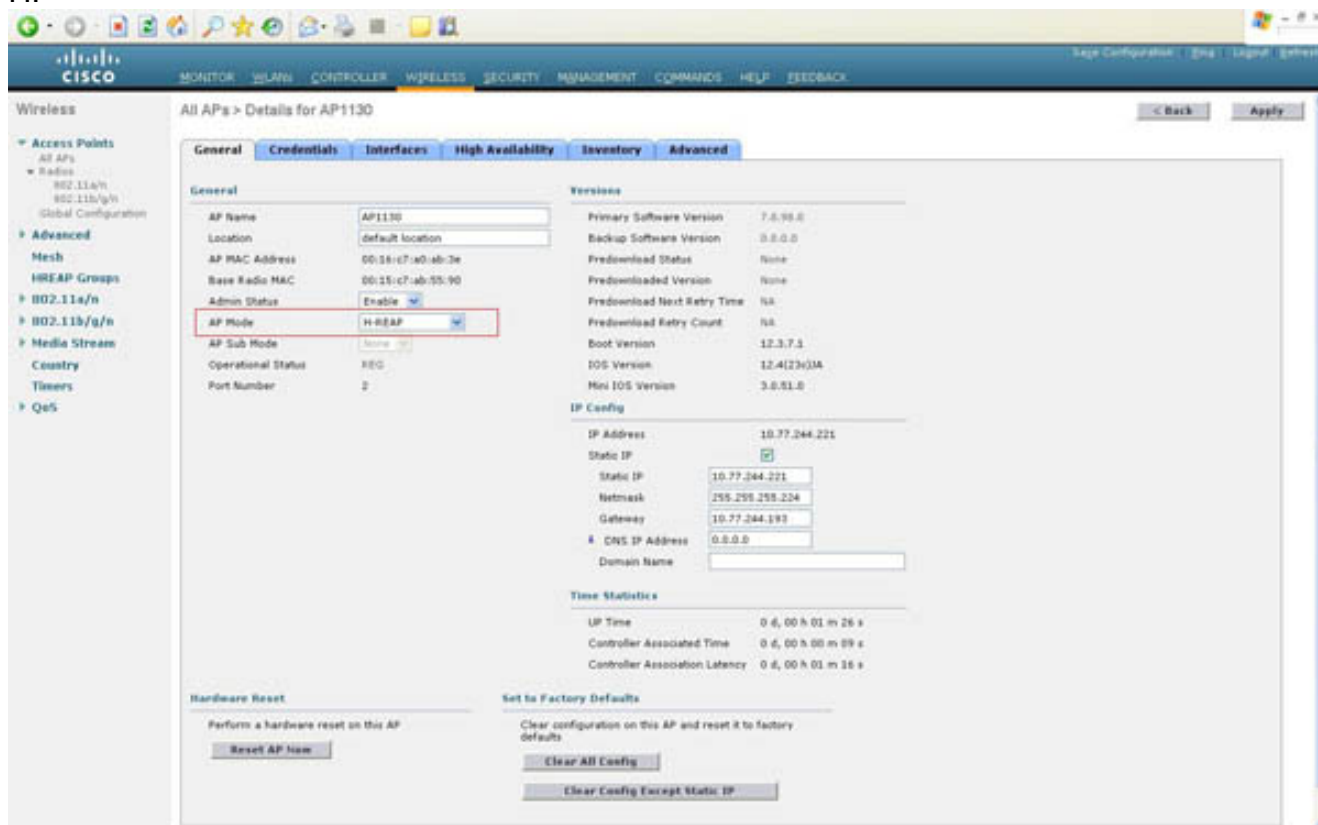 CISCO
MONITOR WLANs CONTROLLER WIRELESS SECURITY MANAGEMENT COMMANDS HELP FEEDBACK
Save Configuration Ping Logout Refresh
Wireless
All APs > Details for AP1130
< Back
Apply
Access Points
All APs
Radios
802.11a/n
802.11b/g/n
Global Configuration
Advanced
Mesh
HREAP Groups
802.11a/n
802.11b/g/n
Media Stream
Country
Timers
QoS
General Credentials Interfaces High Availability Inventory Advanced
General
AP Name AP1130
Location default location
AP MAC Address 00:16:c7:a0:ab:3e
Base Radio MAC 00:15:c7:ab:55:90
Admin Status Enable
AP Mode H-REAP
AP Sub Mode None
Operational Status REG
Port Number 2
Versions
Primary Software Version 7.0.98.0
Backup Software Version 0.0.0.0
Predownload Status None
Predownloaded Version None
Predownload Next Retry Time NA
Predownload Retry Count NA
Boot Version 12.3.7.1
IOS Version 12.4(23c)JA
Mini IOS Version 3.0.51.0
IP Config
IP Address 10.77.244.221
Static IP
Static IP 10.77.244.221
Netmask 255.255.255.224
Gateway 10.77.244.193
DNS IP Address 0.0.0.0
Domain Name
Time Statistics
UP Time 0 d, 00 h 01 m 26 s
Controller Associated Time 0 d, 00 h 00 m 09 s
Controller Association Latency 0 d, 00 h 01 m 16 s
Hardware Reset
Perform a hardware reset on this AP
Reset AP Now
Set to Factory Defaults
Clear configuration on this AP and reset it to factory
defaults
Clear All Config
Clear Config Except Static IP